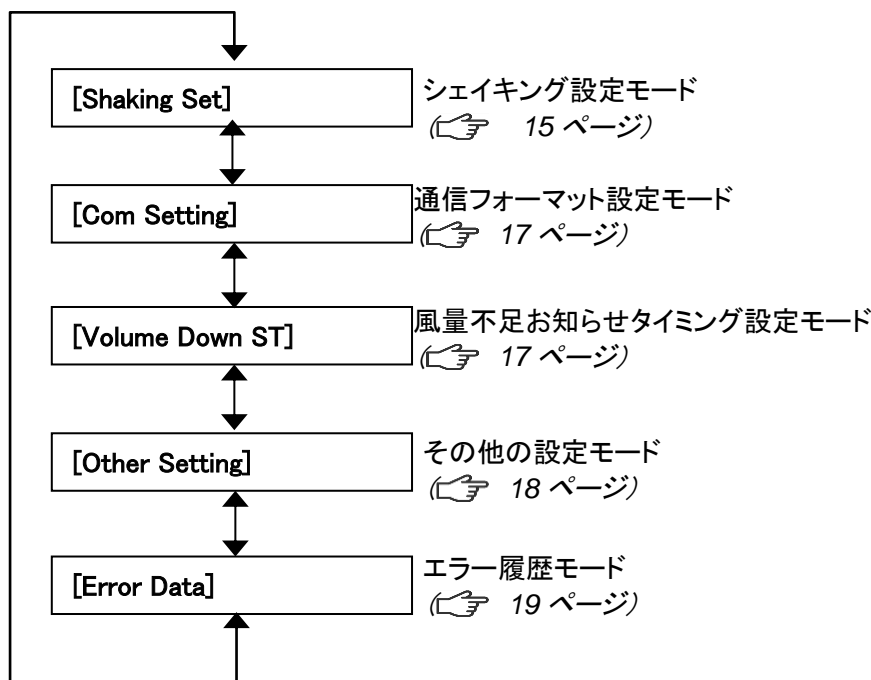 [Shaking Set]
シェイキング設定モード
(☞ 15 ページ)
[Com Setting]
通信フォーマット設定モード
(☞ 17 ページ)
[Volume Down ST]
風量不足お知らせタイミング設定モード
(☞ 17 ページ)
[Other Setting]
その他の設定モード
(☞ 18 ページ)
[Error Data]
エラー履歴モード
(☞ 19 ページ)